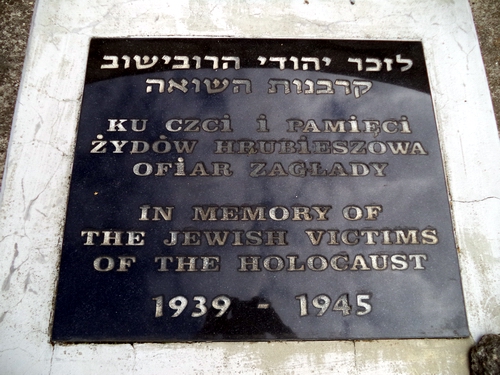 לזכר יהודי הרובישוב
קרבנות השואה
KU CZCi i PAMIĘCI
ŻYDÓW HRUBiESZOWA
OFiAR ZAGŁADY
IN MEMORY OF
THE JEWISH VICTIMS
OF THE HOLOCAUST
1939 - 1945